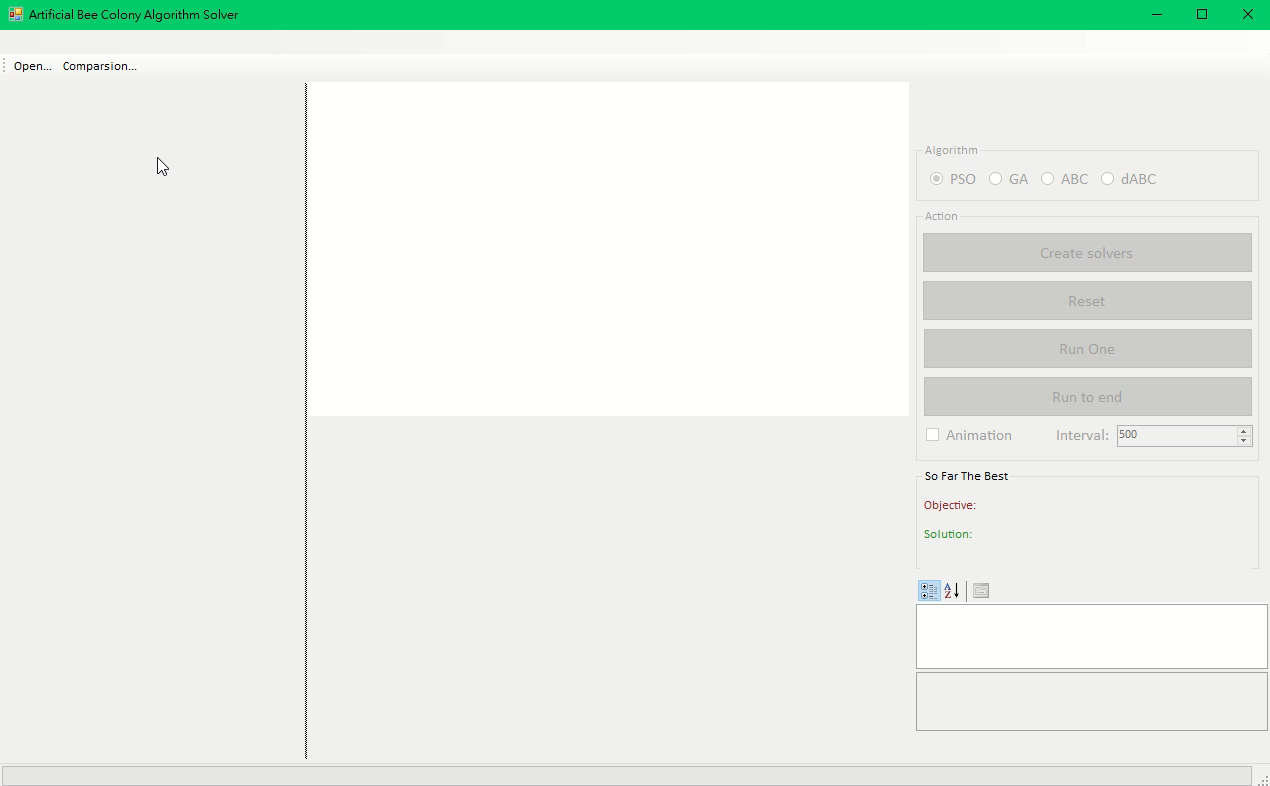 Artificial Bee Colony Algorithm Solver
Open... Comparsion...
Algorithm
PSO GA ABC dABC
Action
Create solvers
Reset
Run One
Run to end
Animation Interval: 500
So Far The Best
Objective:
Solution: